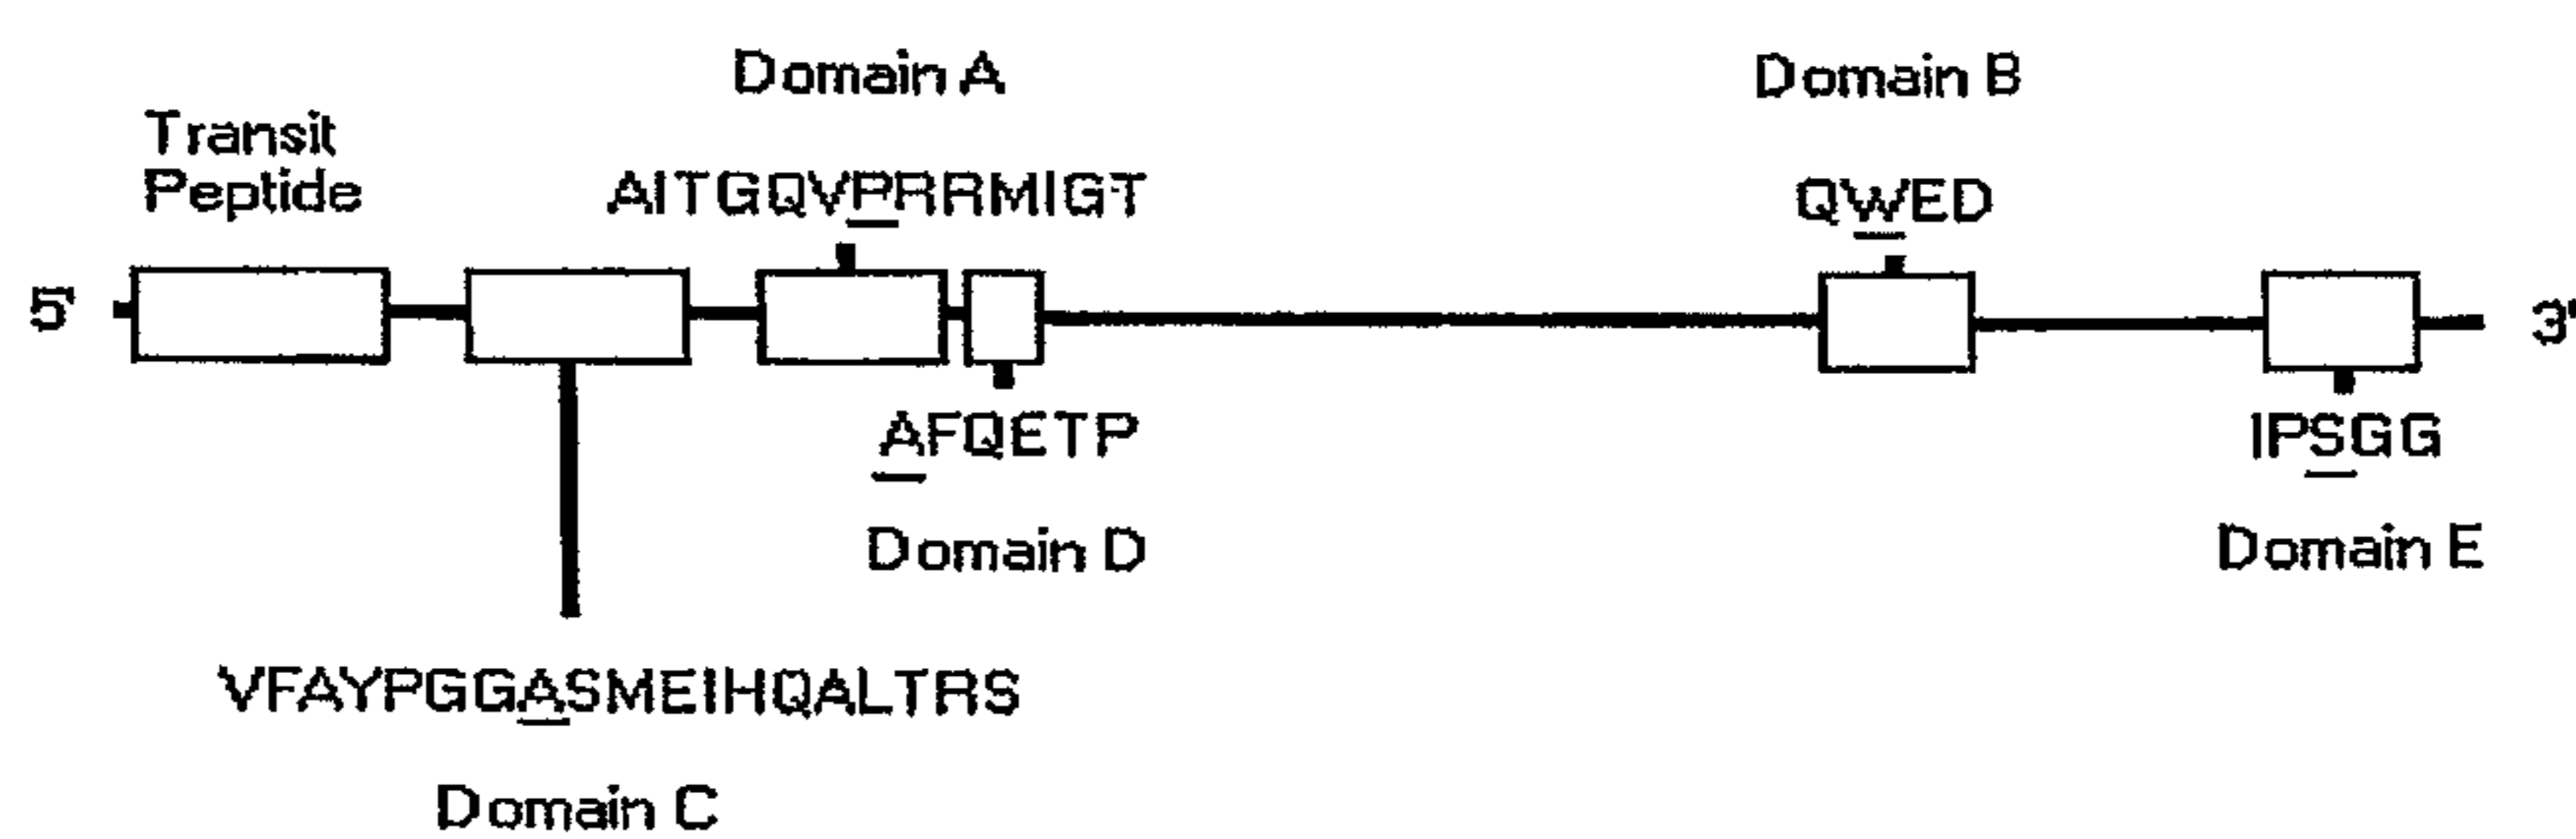 Domain A
Domain B
Transit
Peptide
AITGQVPRRMIGT
QWED
5'
3'
AFQETP
IPSGG
Domain D
Domain E
VFAYPGGASMEIHQALTRS
Domain C